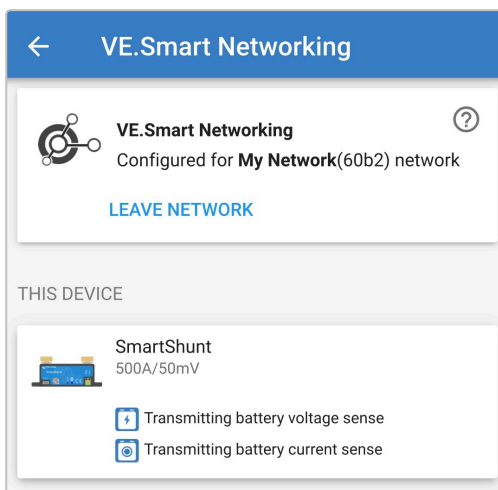 VE.Smart Networking
VE.Smart Networking
Configured for My Network(60b2) network
LEAVE NETWORK
THIS DEVICE
SmartShunt
500A/50mV
Transmitting battery voltage sense
Transmitting battery current sense